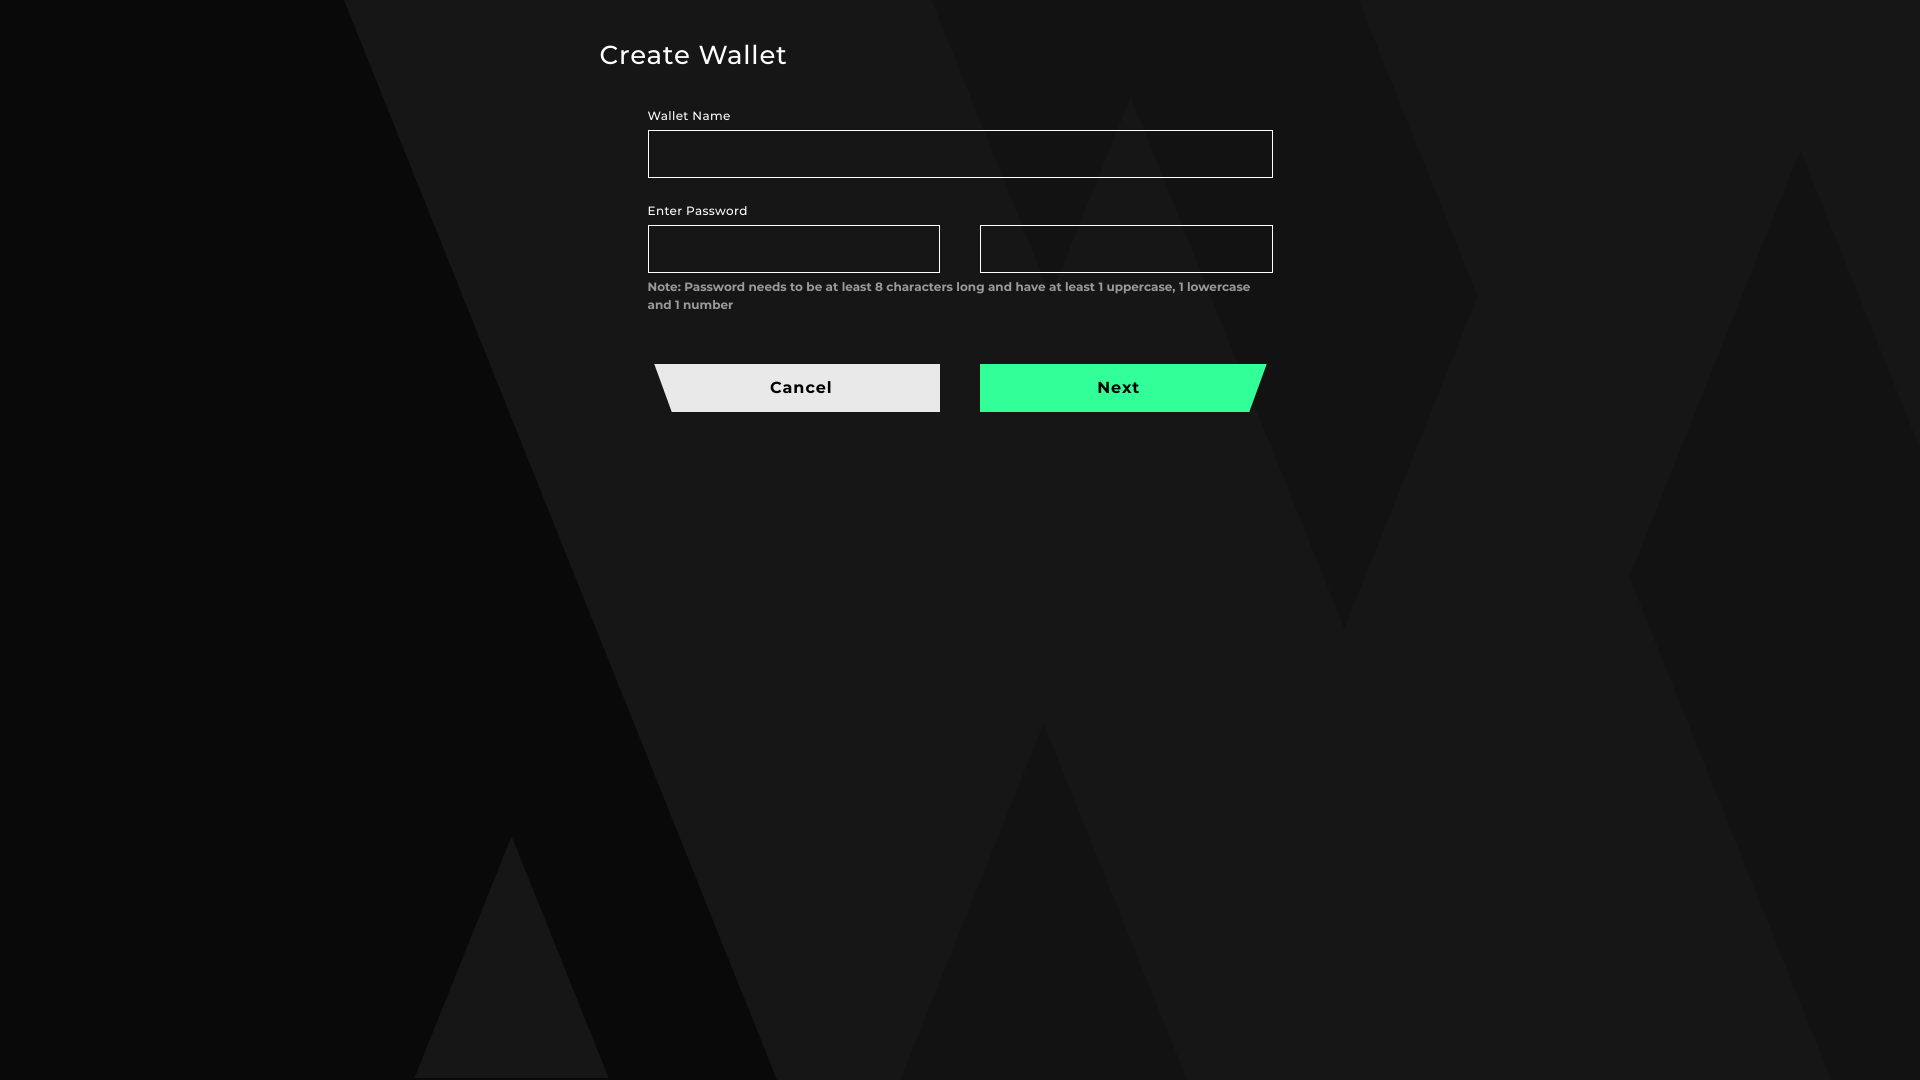 Create Wallet
Wallet Name
Enter Password
Note: Password needs to be at least 8 characters long and have at least 1 uppercase, 1 lowercase
and 1 number
Cancel
Next